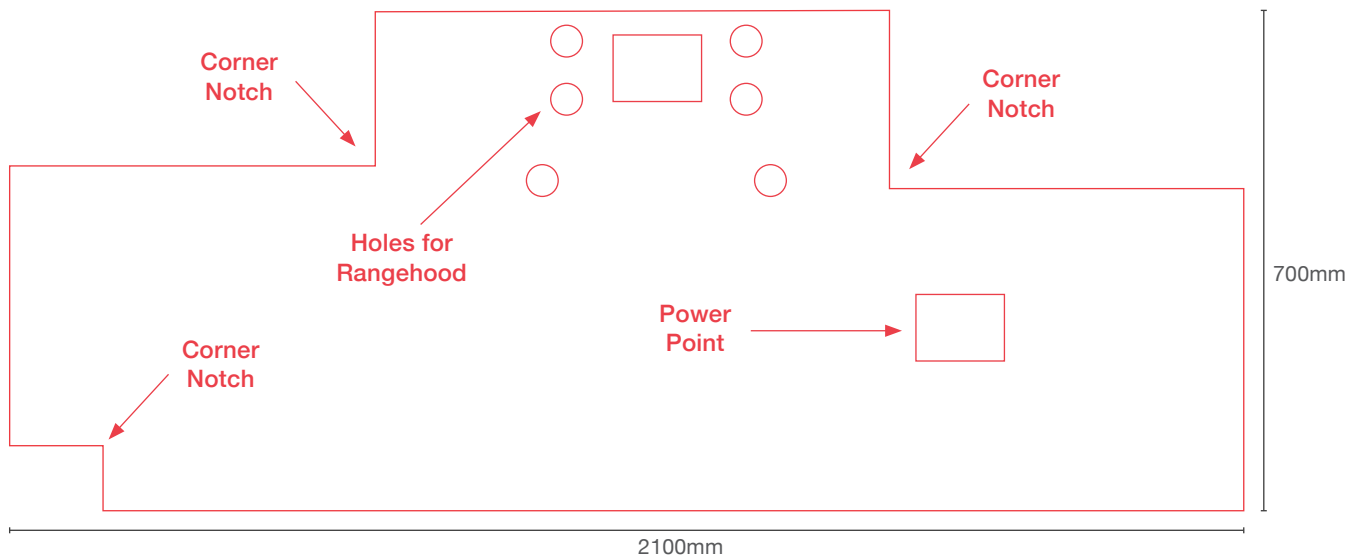 Corner
Notch
Corner
Notch
Holes for
Rangehood
700mm
Power
Point
Corner
Notch
2100mm